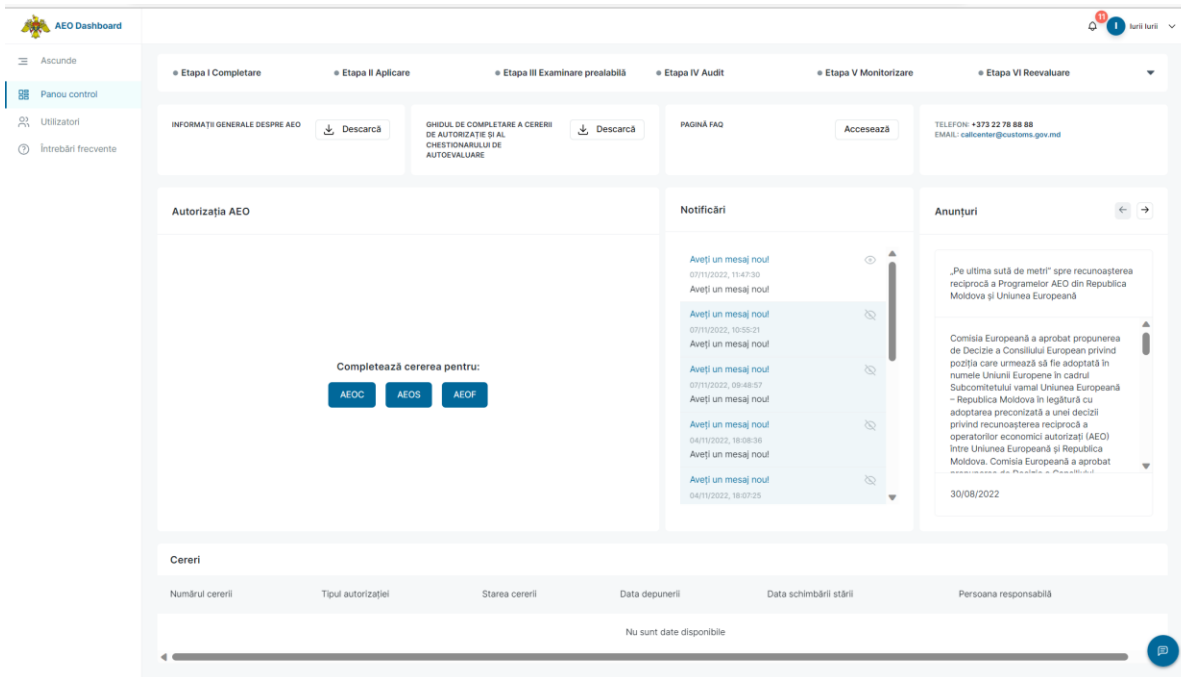 AEO Dashboard
11
I
Iurii Iurii
Ascunde
Panou control
Utilizatori
Întrebări frecvente
Etapa I Completare
Etapa II Aplicare
Etapa III Examinare prealabilă
Etapa IV Audit
Etapa V Monitorizare
Etapa VI Reevaluare
INFORMAȚII GENERALE DESPRE AEO
Descarcă
GHIDUL DE COMPLETARE A CERERII
DE AUTORIZAȚIE ȘI AL
CHESTIONARULUI DE
AUTOEVALUARE
Descarcă
PAGINĂ FAQ
Accesează
TELEFON: +373 22 78 88 88
EMAIL: callcenter@customs.gov.md
Autorizația AEO
Completează cererea pentru:
AEOC
AEOS
AEOF
Notificări
Aveți un mesaj nou!
07/11/2022, 11:47:30
Aveți un mesaj nou!
Aveți un mesaj nou!
07/11/2022, 10:55:21
Aveți un mesaj nou!
Aveți un mesaj nou!
07/11/2022, 09:48:57
Aveți un mesaj nou!
Aveți un mesaj nou!
04/11/2022, 18:08:36
Aveți un mesaj nou!
Aveți un mesaj nou!
04/11/2022, 18:07:25
Anunțuri
„Pe ultima sută de metri” spre recunoașterea
reciprocă a Programelor AEO din Republica
Moldova și Uniunea Europeană
Comisia Europeană a aprobat propunerea
de Decizie a Consiliului European privind
poziția care urmează să fie adoptată în
numele Uniunii Europene în cadrul
Subcomitetului vamal Uniunea Europeană
– Republica Moldova în legătură cu
adoptarea preconizată a unei decizii
privind recunoașterea reciprocă a
operatorilor economici autorizați (AEO)
între Uniunea Europeană și Republica
Moldova. Comisia Europeană a aprobat
propunerea de Decizie a Consiliului
30/08/2022
Cereri
Numărul cererii
Tipul autorizației
Starea cererii
Data depunerii
Data schimbării stării
Persoana responsabilă
Nu sunt date disponibile